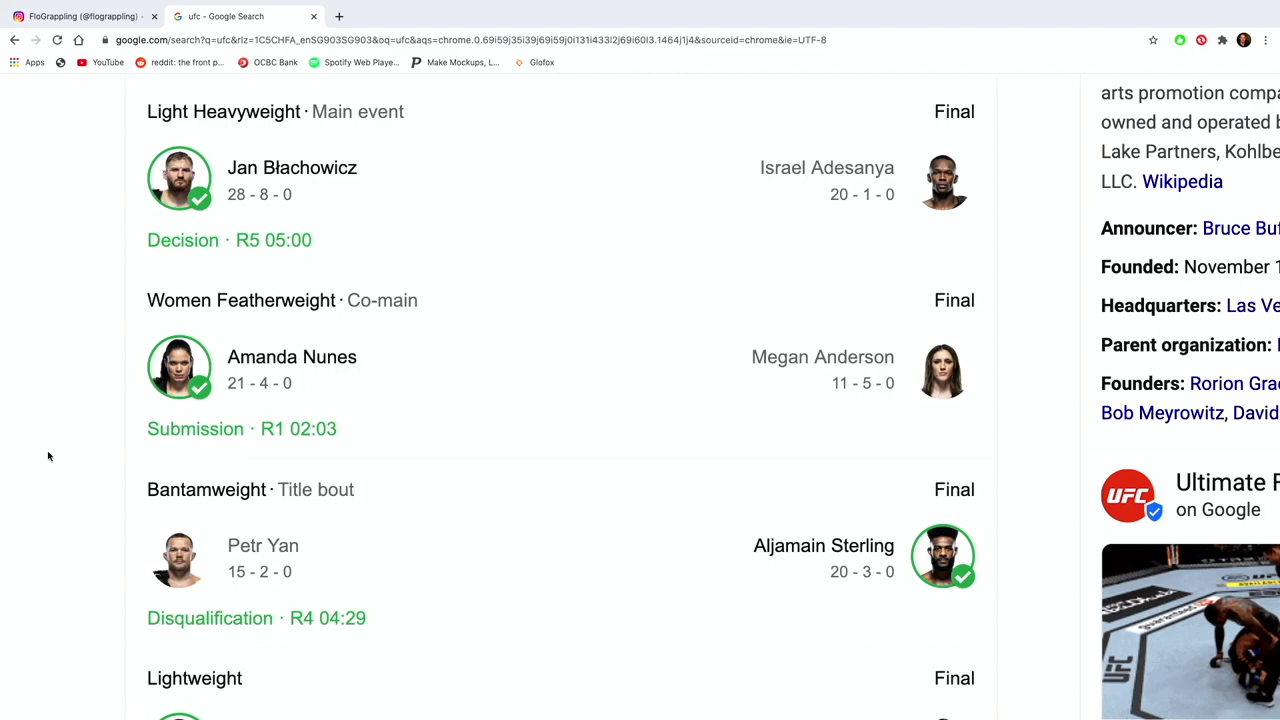 FloGrappling (@flograppling) ·
ufc - Google Search
google.com/search?q=ufc&rlz=1C5CHFA_enSG903SG903&oq=ufc&aqs=chrome.0.69i59j35i39j69i59j0i131i433l2j69i60l3.1464j1j4&sourceid=chrome&ie=UTF-8
Apps YouTube reddit: the front p... OCBC Bank Spotify Web Playe... Make Mockups, L... Glofox
Light Heavyweight · Main event Final
Jan Błachowicz Israel Adesanya
28 - 8 - 0 20 - 1 - 0
Decision · R5 05:00
Women Featherweight · Co-main Final
Amanda Nunes Megan Anderson
21 - 4 - 0 11 - 5 - 0
Submission · R1 02:03
Bantamweight · Title bout Final
Petr Yan Aljamain Sterling
15 - 2 - 0 20 - 3 - 0
Disqualification · R4 04:29
Lightweight Final
arts promotion compa
owned and operated b
Lake Partners, Kohlbe
LLC. Wikipedia
Announcer: Bruce Buf
Founded: November 1
Headquarters: Las Ve
Parent organization:
Founders: Rorion Grac
Bob Meyrowitz, David
UFC
Ultimate F
on Google
UFC